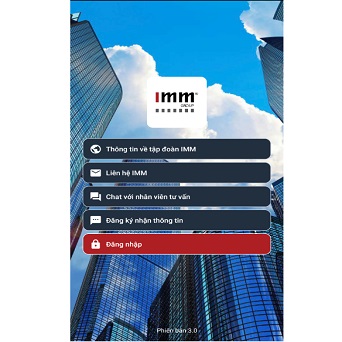 ımm®
GROUP
Thông tin về tập đoàn IMM
Liên hệ IMM
Chat với nhân viên tư vấn
Đăng ký nhận thông tin
Đăng nhập
Phiên bản 3.0